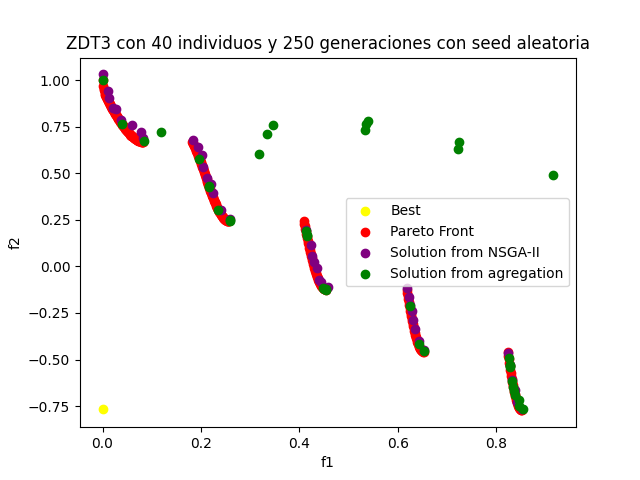 ZDT3 con 40 individuos y 250 generaciones con seed aleatoria
1.00
0.75
0.50
0.25
0.00
−0.25
−0.50
−0.75
f2
Best
Pareto Front
Solution from NSGA-II
Solution from agregation
0.0 0.2 0.4 0.6 0.8
f1